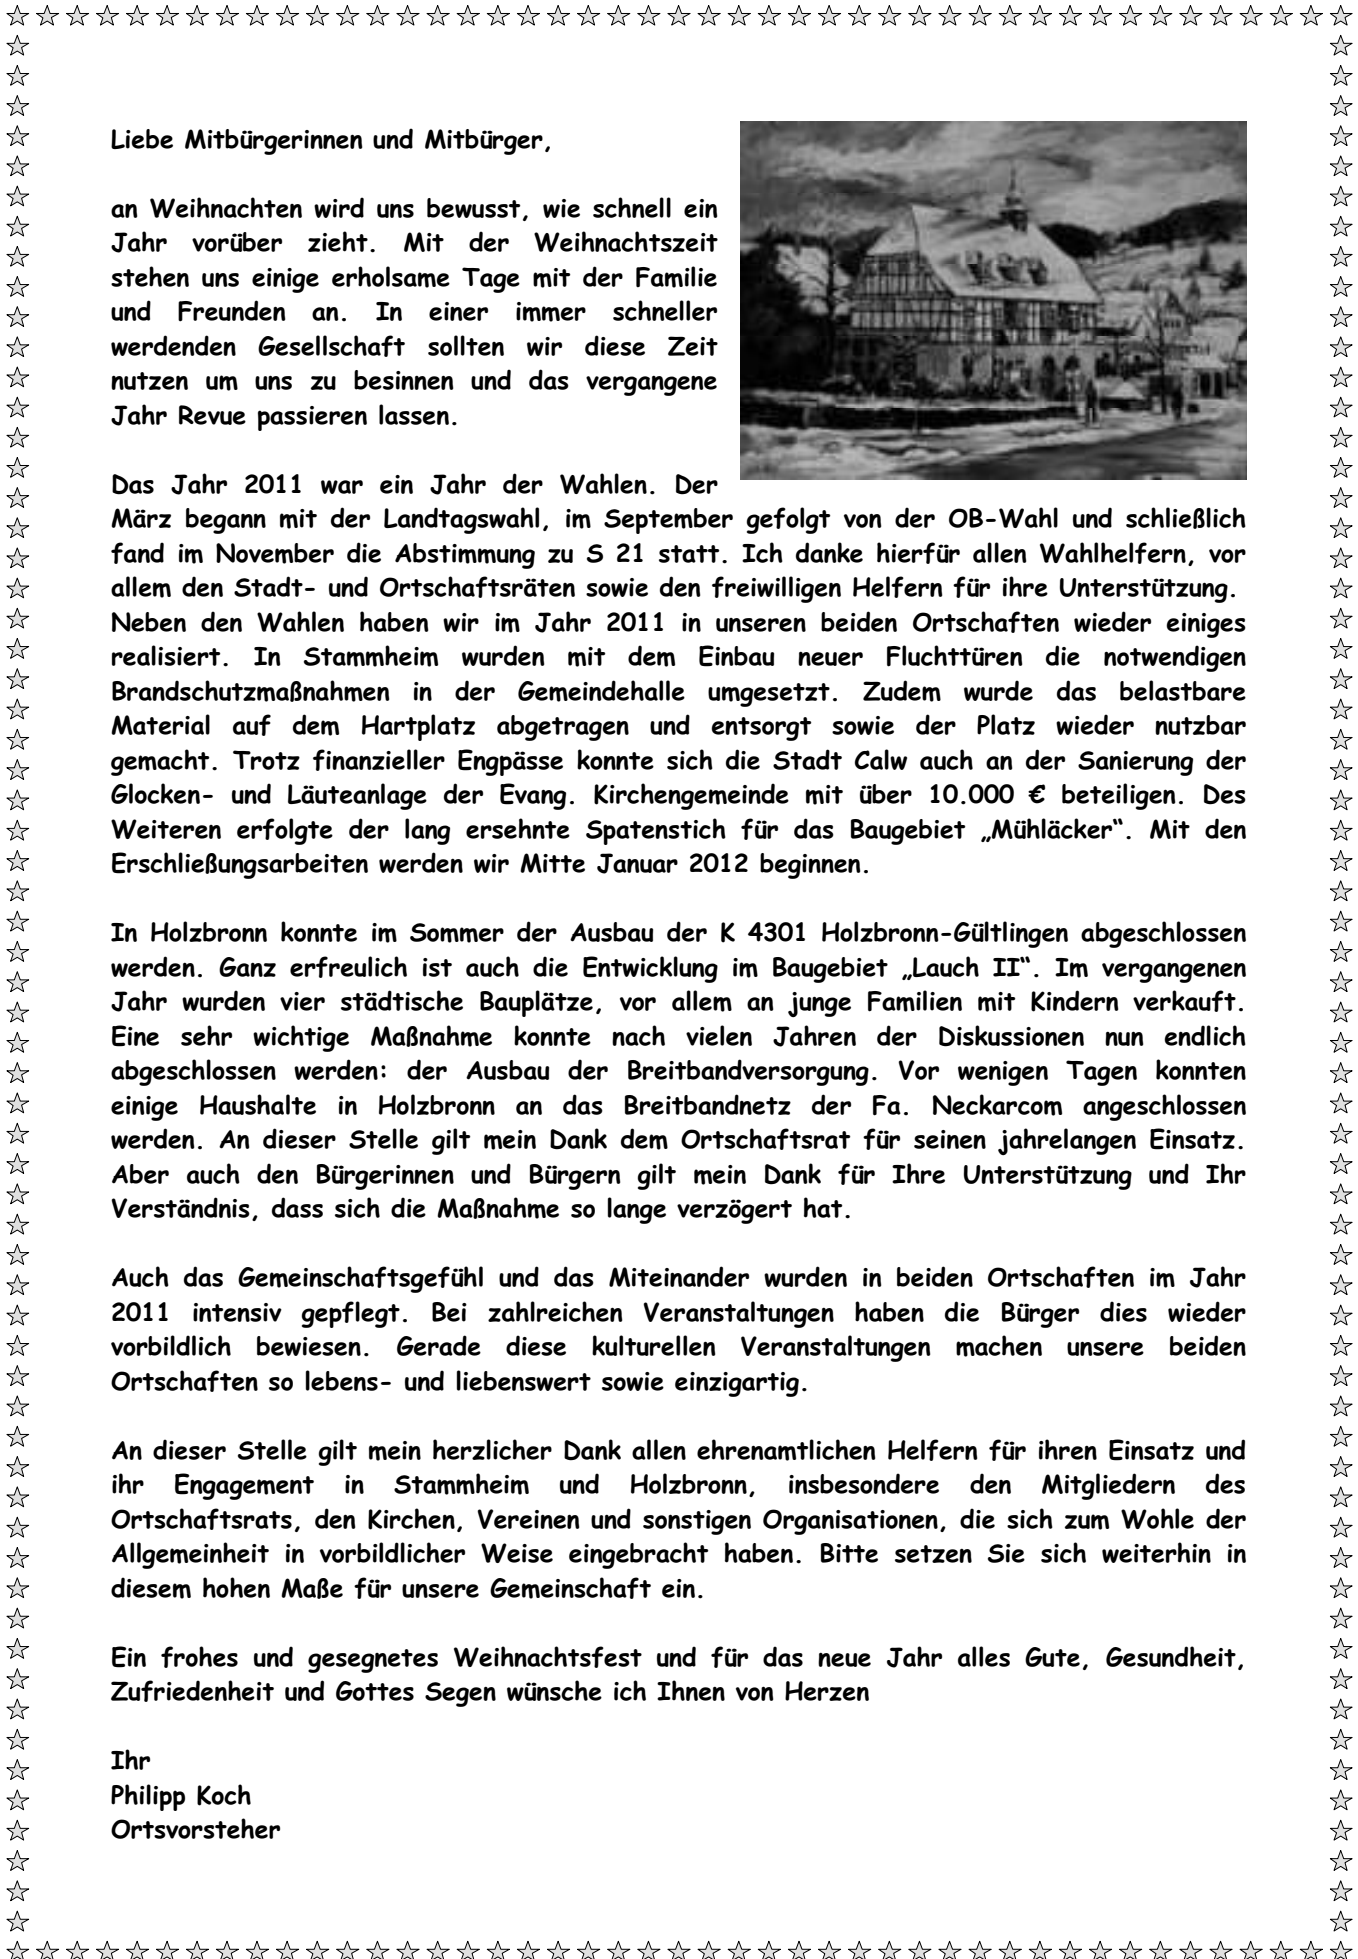 Liebe Mitbürgerinnen und Mitbürger,
an Weihnachten wird uns bewusst, wie schnell ein
Jahr vorüber zieht. Mit der Weihnachtszeit
stehen uns einige erholsame Tage mit der Familie
und Freunden an. In einer immer schneller
werdenden Gesellschaft sollten wir diese Zeit
nutzen um uns zu besinnen und das vergangene
Jahr Revue passieren lassen.
Das Jahr 2011 war ein Jahr der Wahlen. Der
März begann mit der Landtagswahl, im September gefolgt von der OB-Wahl und schließlich
fand im November die Abstimmung zu S 21 statt. Ich danke hierfür allen Wahlhelfern, vor
allem den Stadt- und Ortschaftsräten sowie den freiwilligen Helfern für ihre Unterstützung.
Neben den Wahlen haben wir im Jahr 2011 in unseren beiden Ortschaften wieder einiges
realisiert. In Stammheim wurden mit dem Einbau neuer Fluchttüren die notwendigen
Brandschutzmaßnahmen in der Gemeindehalle umgesetzt. Zudem wurde das belastbare
Material auf dem Hartplatz abgetragen und entsorgt sowie der Platz wieder nutzbar
gemacht. Trotz finanzieller Engpässe konnte sich die Stadt Calw auch an der Sanierung der
Glocken- und Läuteanlage der Evang. Kirchengemeinde mit über 10.000 € beteiligen. Des
Weiteren erfolgte der lang ersehnte Spatenstich für das Baugebiet „Mühläcker“. Mit den
Erschließungsarbeiten werden wir Mitte Januar 2012 beginnen.
In Holzbronn konnte im Sommer der Ausbau der K 4301 Holzbronn-Gültlingen abgeschlossen
werden. Ganz erfreulich ist auch die Entwicklung im Baugebiet „Lauch II“. Im vergangenen
Jahr wurden vier städtische Bauplätze, vor allem an junge Familien mit Kindern verkauft.
Eine sehr wichtige Maßnahme konnte nach vielen Jahren der Diskussionen nun endlich
abgeschlossen werden: der Ausbau der Breitbandversorgung. Vor wenigen Tagen konnten
einige Haushalte in Holzbronn an das Breitbandnetz der Fa. Neckarcom angeschlossen
werden. An dieser Stelle gilt mein Dank dem Ortschaftsrat für seinen jahrelangen Einsatz.
Aber auch den Bürgerinnen und Bürgern gilt mein Dank für Ihre Unterstützung und Ihr
Verständnis, dass sich die Maßnahme so lange verzögert hat.
Auch das Gemeinschaftsgefühl und das Miteinander wurden in beiden Ortschaften im Jahr
2011 intensiv gepflegt. Bei zahlreichen Veranstaltungen haben die Bürger dies wieder
vorbildlich bewiesen. Gerade diese kulturellen Veranstaltungen machen unsere beiden
Ortschaften so lebens- und liebenswert sowie einzigartig.
An dieser Stelle gilt mein herzlicher Dank allen ehrenamtlichen Helfern für ihren Einsatz und
ihr Engagement in Stammheim und Holzbronn, insbesondere den Mitgliedern des
Ortschaftsrats, den Kirchen, Vereinen und sonstigen Organisationen, die sich zum Wohle der
Allgemeinheit in vorbildlicher Weise eingebracht haben. Bitte setzen Sie sich weiterhin in
diesem hohen Maße für unsere Gemeinschaft ein.
Ein frohes und gesegnetes Weihnachtsfest und für das neue Jahr alles Gute, Gesundheit,
Zufriedenheit und Gottes Segen wünsche ich Ihnen von Herzen
Ihr
Philipp Koch
Ortsvorsteher